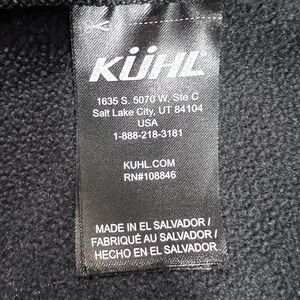 KÜHL
1635 S. 5070 W. Ste C
Salt Lake City, UT 84104
USA
1-888-218-3181
KUHL.COM
RN#108846
MADE IN EL SALVADOR /
FABRIQUÉ AU SALVADOR /
HECHO EN EL SALVADOR